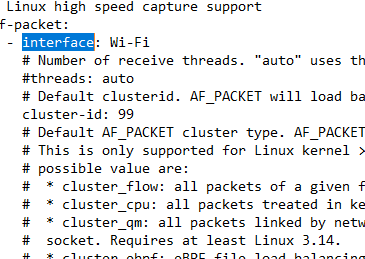 Linux high speed capture support
f-packet:
- interface: Wi-Fi
# Number of receive threads. "auto" uses th
#threads: auto
# Default clusterid. AF_PACKET will load ba
cluster-id: 99
# Default AF_PACKET cluster type. AF_PACKET
# This is only supported for Linux kernel >
# possible value are:
# * cluster_flow: all packets of a given f
# * cluster_cpu: all packets treated in ke
# * cluster_qm: all packets linked by netw
# socket. Requires at least Linux 3.14.
# * cluster_ebpf: eBPF file load balancing